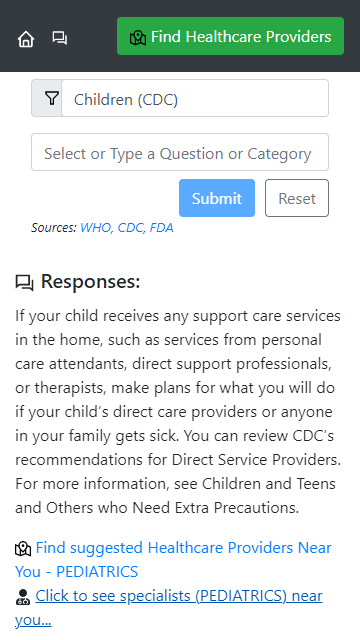 Find Healthcare Providers
Children (CDC)
Select or Type a Question or Category
Submit
Reset
Sources: WHO, CDC, FDA
Responses:
If your child receives any support care services
in the home, such as services from personal
care attendants, direct support professionals,
or therapists, make plans for what you will do
if your child’s direct care providers or anyone
in your family gets sick. You can review CDC’s
recommendations for Direct Service Providers.
For more information, see Children and Teens
and Others who Need Extra Precautions.
Find suggested Healthcare Providers Near
You - PEDIATRICS
Click to see specialists (PEDIATRICS) near
you...